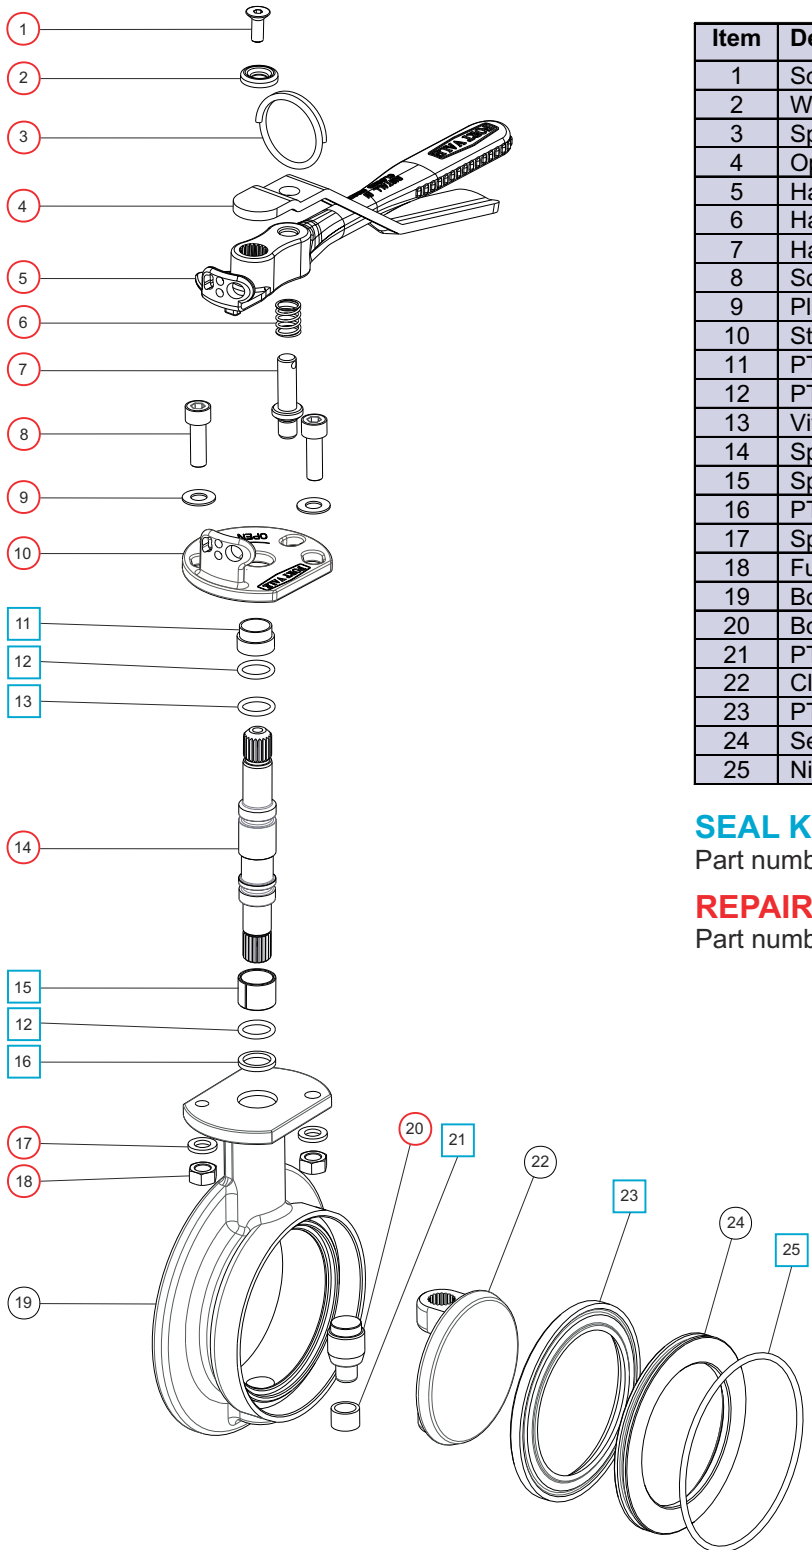 1
2
3
4
5
6
7
8
9
10
11
12
13
14
15
12
16
17
18
19
20
21
22
23
24
25
OPEN
FORT VALE
FORT VALE
Item De
1 Sc
2 W
3 Sp
4 Op
5 Ha
6 Ha
7 Ha
8 Sc
9 Pl
10 St
11 PT
12 PT
13 Vi
14 Sp
15 Sp
16 PT
17 Sp
18 Fu
19 Bo
20 Bo
21 PT
22 Cl
23 PT
24 Se
25 Ni
SEAL K
Part numb
REPAIR
Part numb